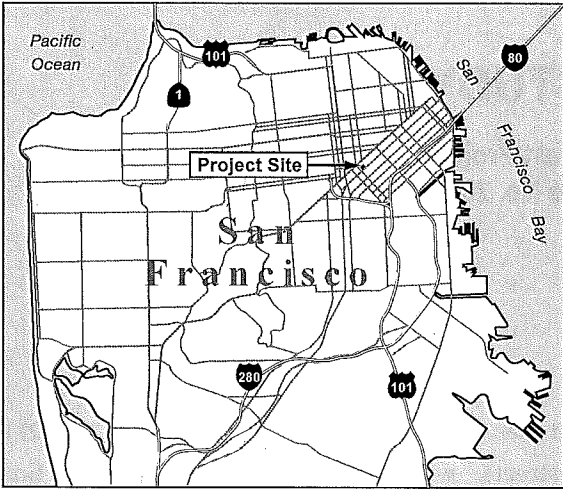 Pacific
Ocean
101
1
80
San
Francisco
Bay
Project Site
San
Francisco
280
101